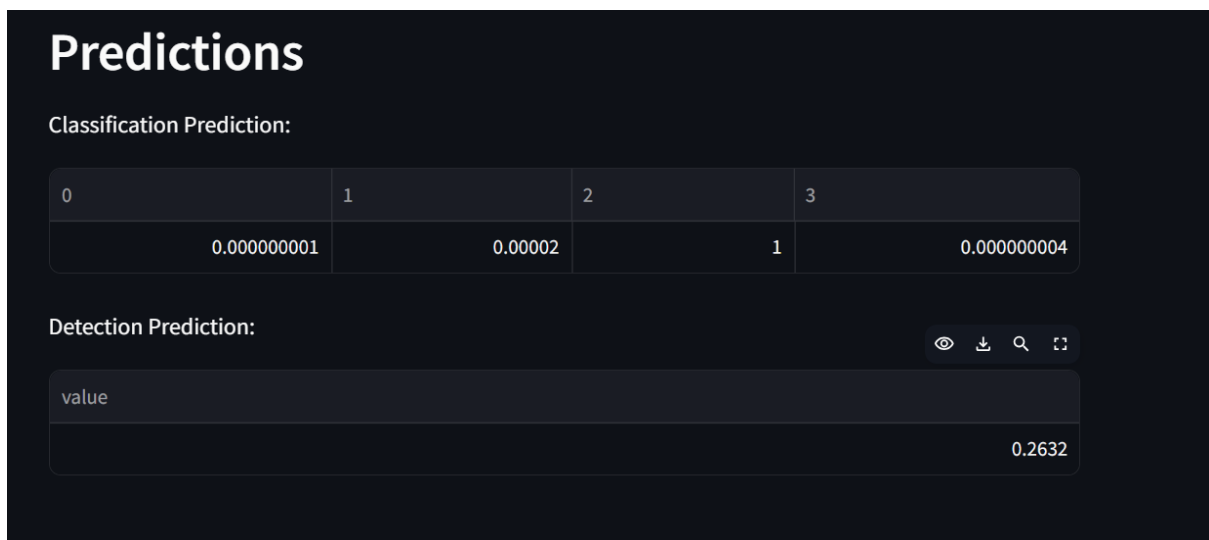 Predictions
Classification Prediction:
0 1 2 3
0.000000001 0.00002 1 0.000000004
Detection Prediction:
value
0.2632